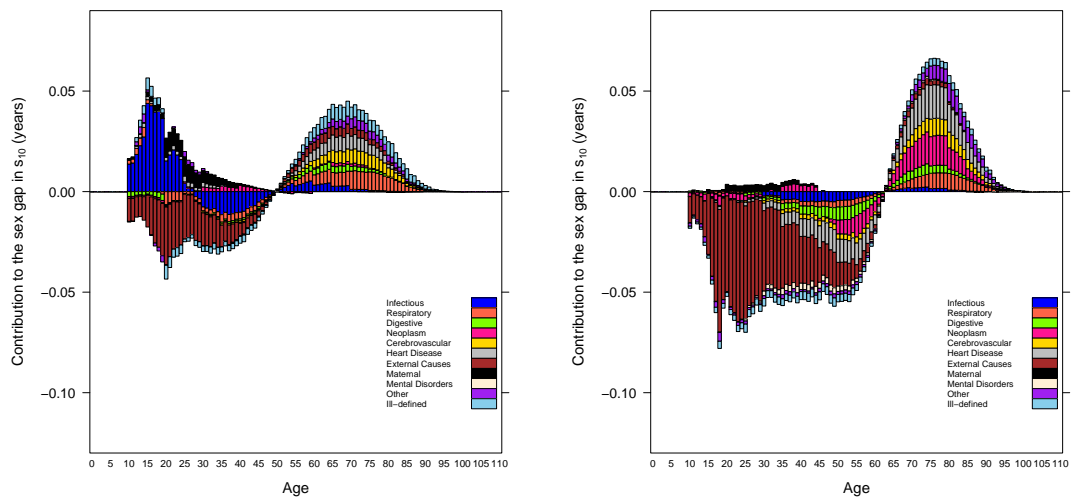 Contribution to the sex gap in s10 (years)
0.05
0.00
−0.05
−0.10
Infectious
Respiratory
Digestive
Neoplasm
Cerebrovascular
Heart Disease
External Causes
Maternal
Mental Disorders
Other
Ill−defined
0 5 10 15 20 25 30 35 40 45 50 55 60 65 70 75 80 85 90 95 100 105 110
Age
Contribution to the sex gap in s10 (years)
0.05
0.00
−0.05
−0.10
Infectious
Respiratory
Digestive
Neoplasm
Cerebrovascular
Heart Disease
External Causes
Maternal
Mental Disorders
Other
Ill−defined
0 5 10 15 20 25 30 35 40 45 50 55 60 65 70 75 80 85 90 95 100 105 110
Age